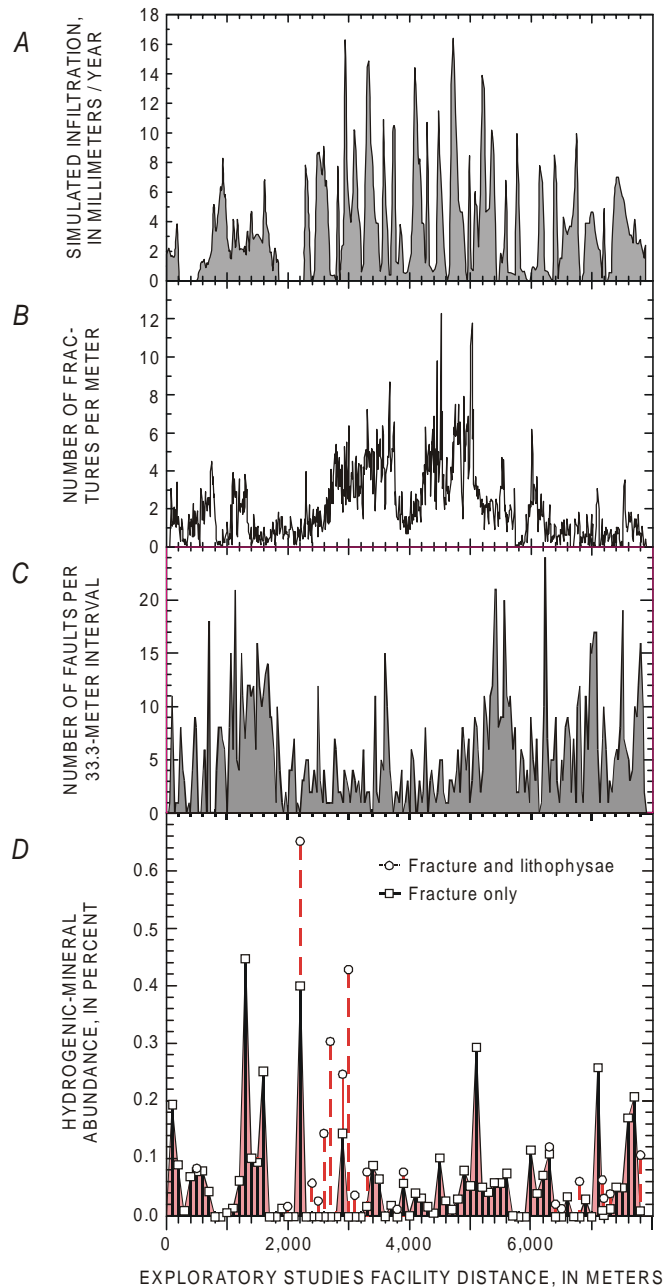 A
SIMULATED INFILTRATION,
IN MILLIMETERS / YEAR
18
16
14
12
10
8
6
4
2
0
B
NUMBER OF FRAC-
TURES PER METER
12
10
8
6
4
2
0
C
NUMBER OF FAULTS PER
33.3-METER INTERVAL
20
15
10
5
0
D
HYDROGENIC-MINERAL
ABUNDANCE, IN PERCENT
0.6
0.5
0.4
0.3
0.2
0.1
0.0
Fracture and lithophysae
Fracture only
0 2,000 4,000 6,000
EXPLORATORY STUDIES FACILITY DISTANCE, IN METERS